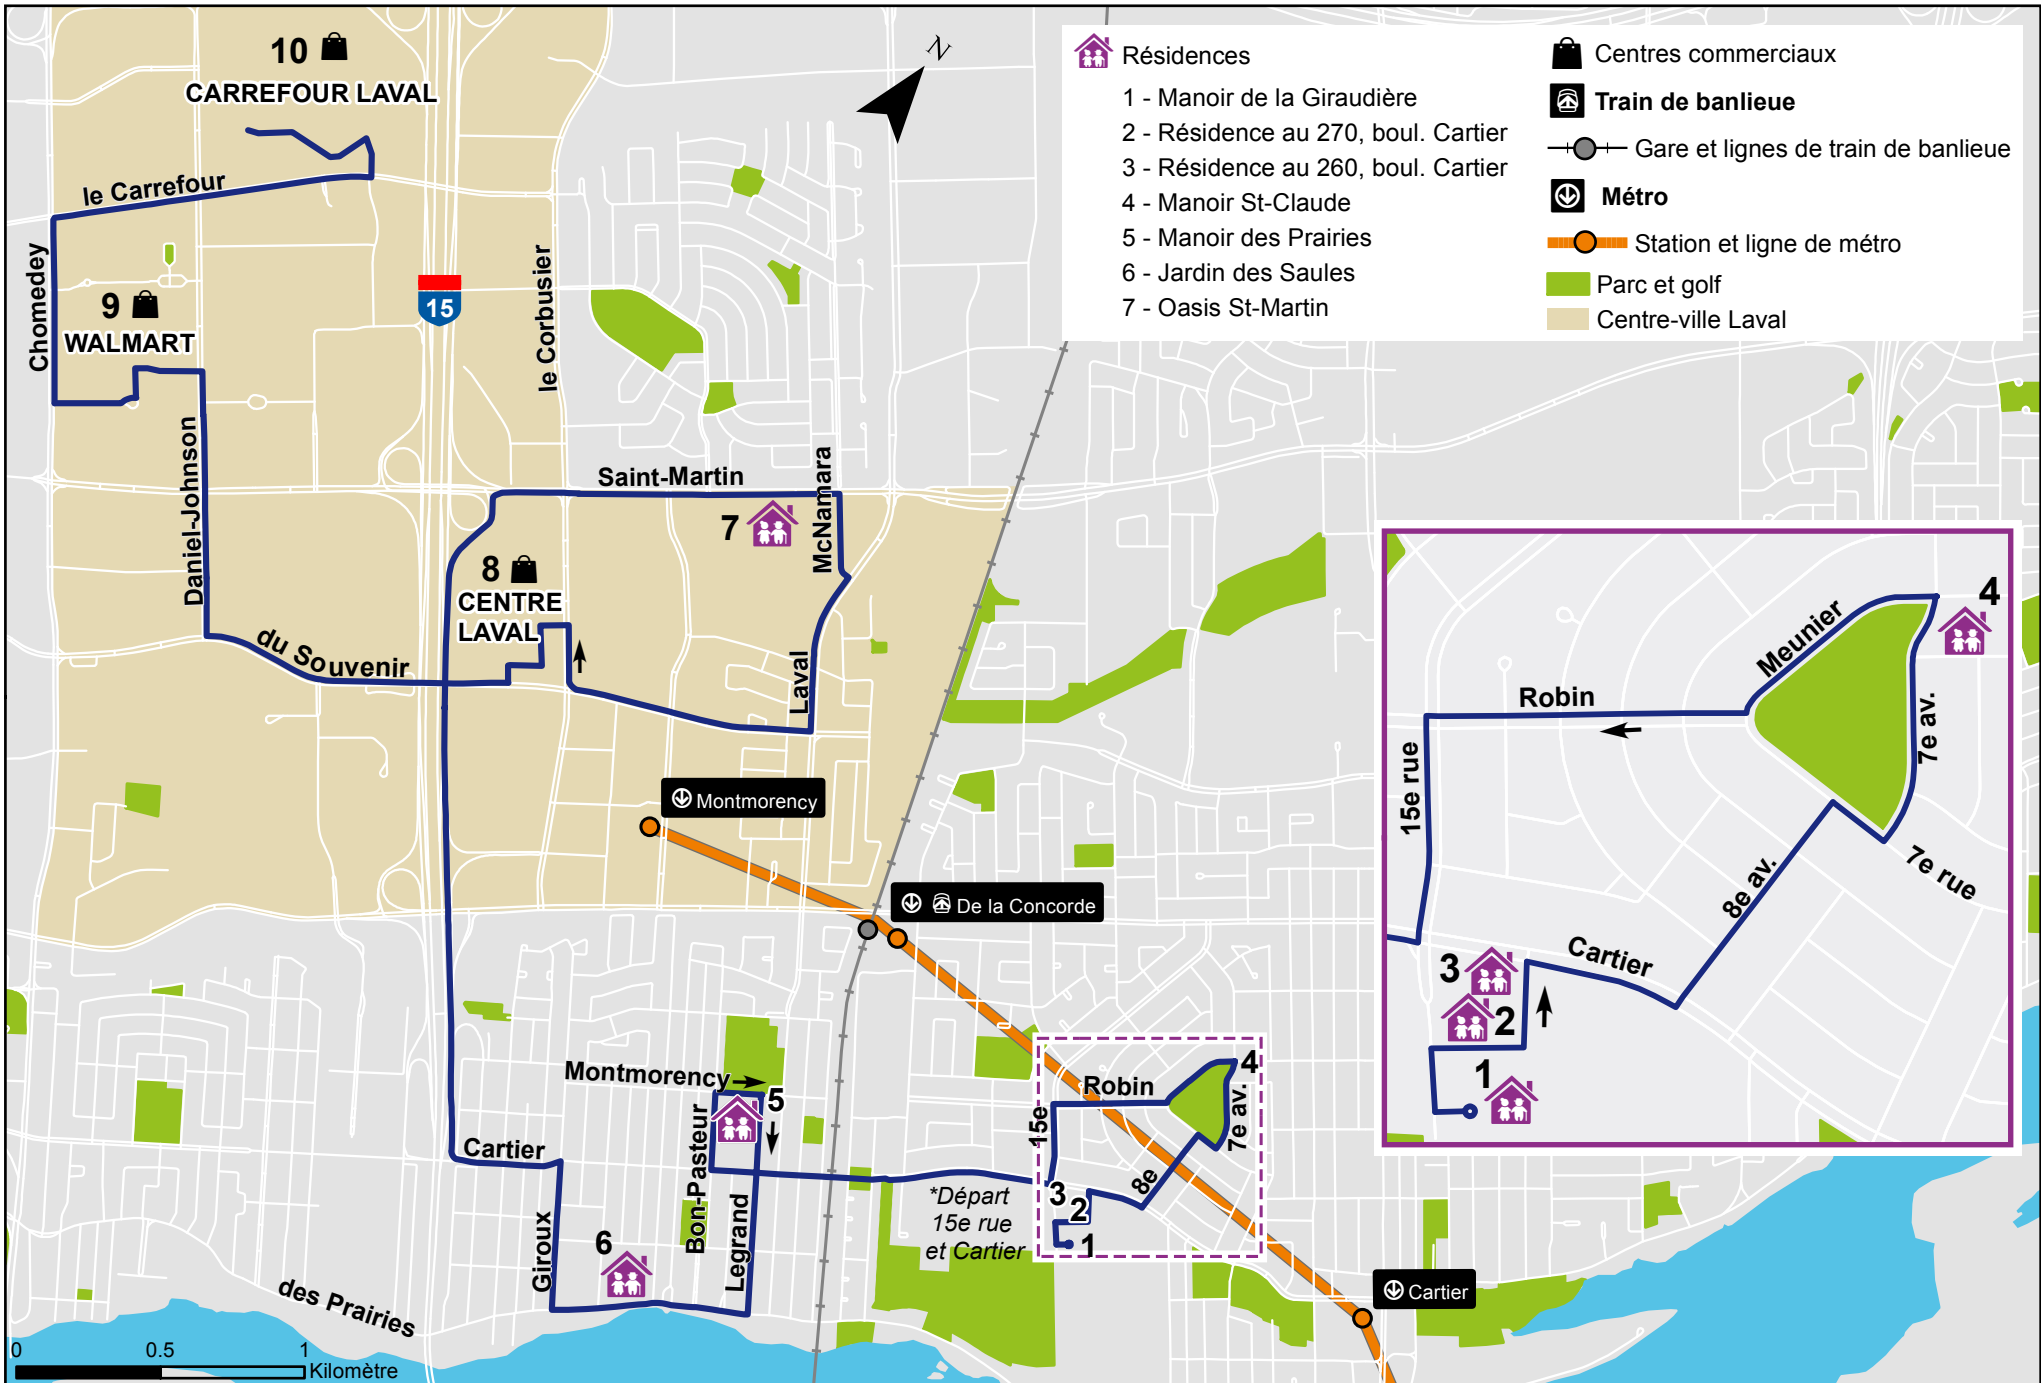 10
CARREFOUR LAVAL
le Carrefour
Chomedey
9
WALMART
15
le Corbusier
N
Résidences
1 - Manoir de la Giraudière
2 - Résidence au 270, boul. Cartier
3 - Résidence au 260, boul. Cartier
4 - Manoir St-Claude
5 - Manoir des Prairies
6 - Jardin des Saules
7 - Oasis St-Martin
Centres commerciaux
Train de banlieue
Gare et lignes de train de banlieue
Métro
Station et ligne de métro
Parc et golf
Centre-ville Laval
Daniel-Johnson
Saint-Martin
7
McNamara
8
CENTRE
LAVAL
du Souvenir
Laval
Montmorency
De la Concorde
Montmorency
5
Bon-Pasteur
Cartier
Giroux
6
Legrand
des Prairies
*Départ
15e rue
et Cartier
Robin
4
15e
7e av.
8e
3
2
1
Cartier
4
Meunier
Robin
7e av.
15e rue
7e rue
8e av.
Cartier
3
2
1
0
0.5
1
Kilomètre